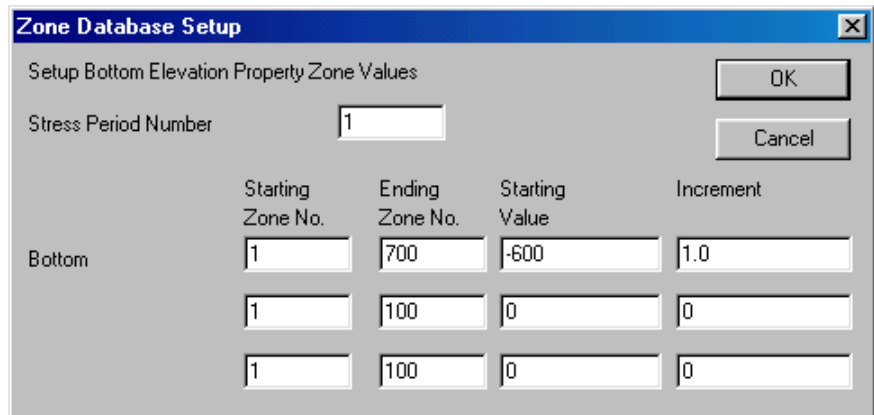 Zone Database Setup
Setup Bottom Elevation Property Zone Values
OK
Stress Period Number 1
Cancel
Starting Zone No. Ending Zone No. Starting Value Increment
Bottom 1 700 -600 1.0
1 100 0 0
1 100 0 0